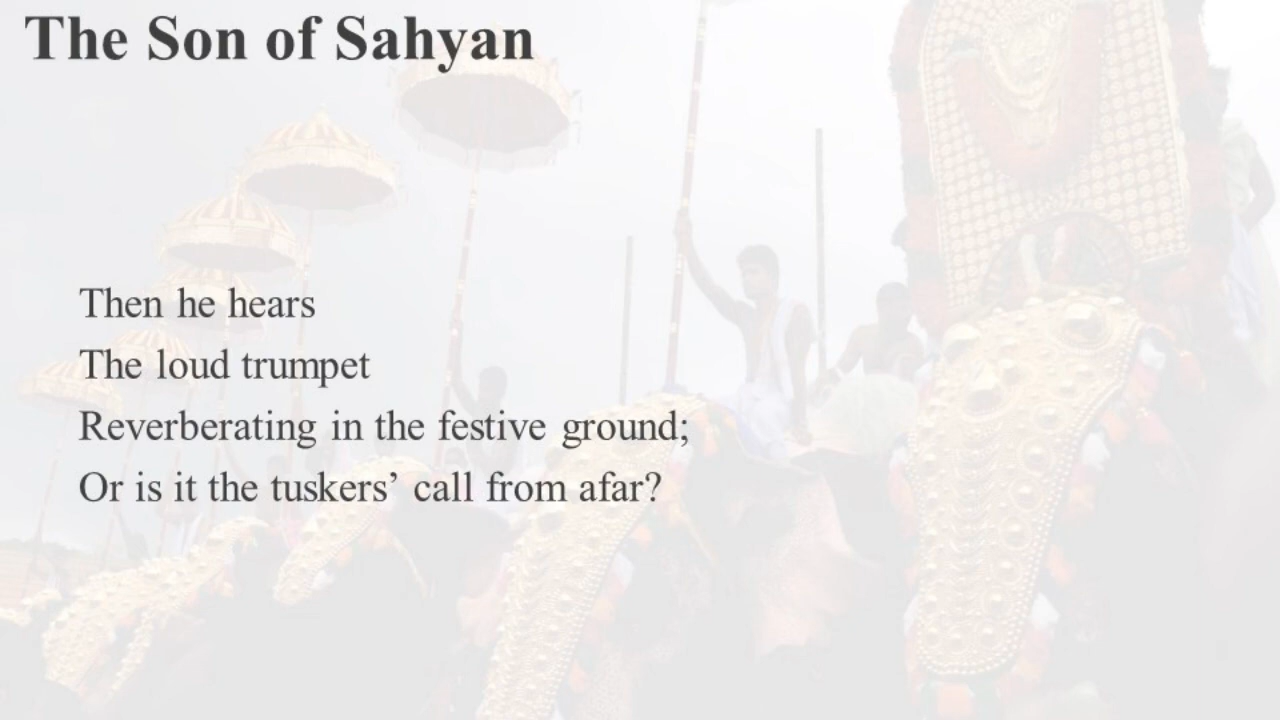 The Son of Sahyan
Then he hears
The loud trumpet
Reverberating in the festive ground;
Or is it the tuskers’ call from afar?